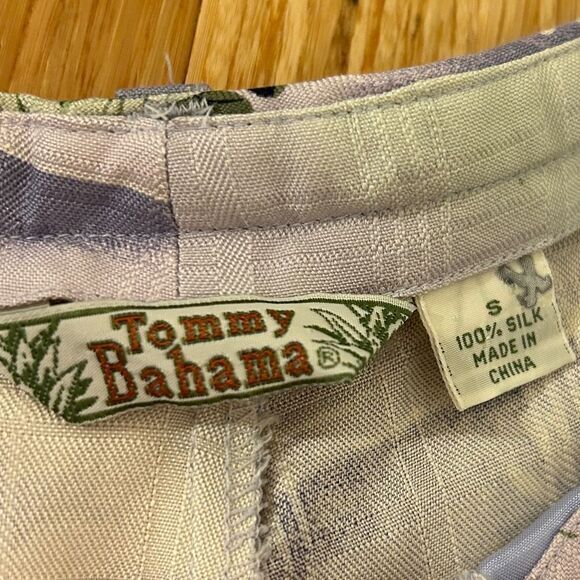 Tommy
Bahama®
S
100% SILK
MADE IN
CHINA